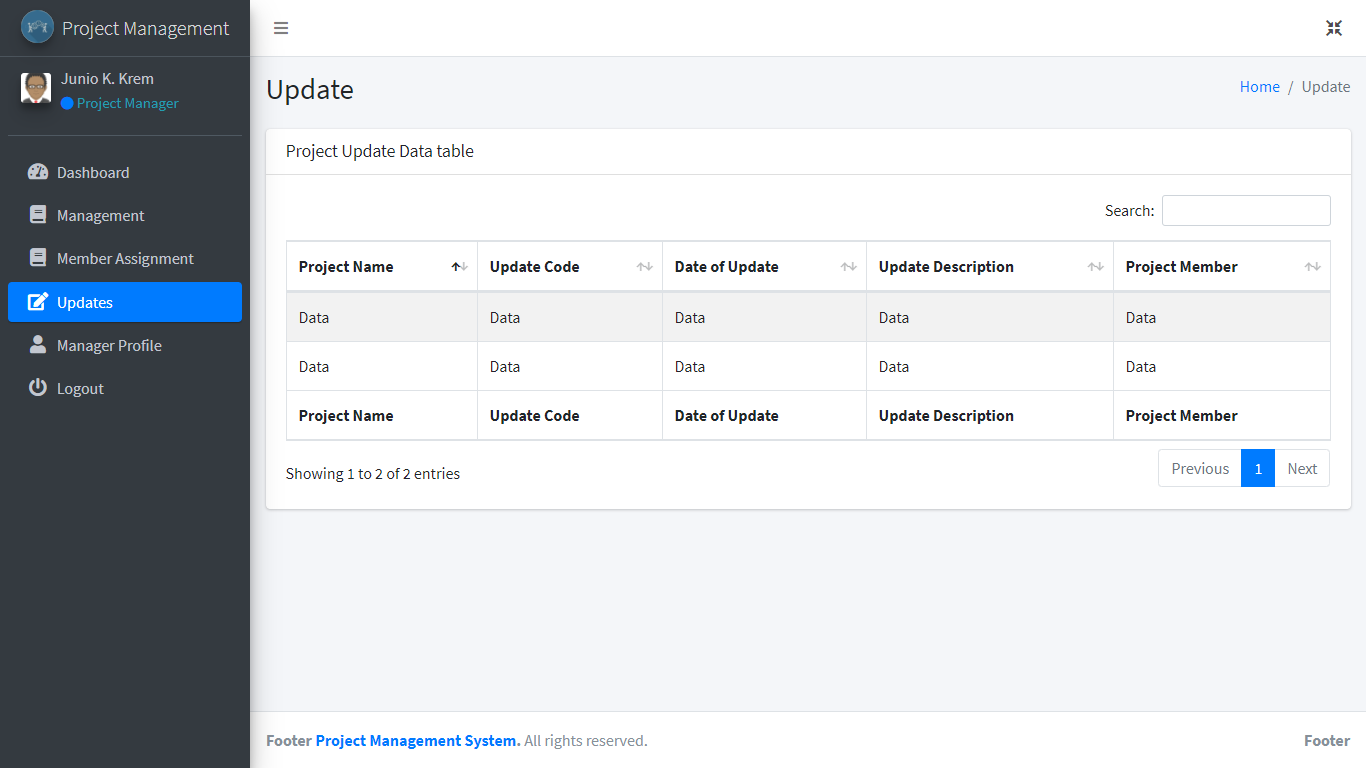 Project Management
Junio K. Krem
Project Manager
Dashboard
Management
Member Assignment
Updates
Manager Profile
Logout
Update
Home / Update
Project Update Data table
Search:
Project Name Update Code Date of Update Update Description Project Member
Data Data Data Data Data
Data Data Data Data Data
Project Name Update Code Date of Update Update Description Project Member
Showing 1 to 2 of 2 entries
Previous 1 Next
Footer Project Management System. All rights reserved.
Footer